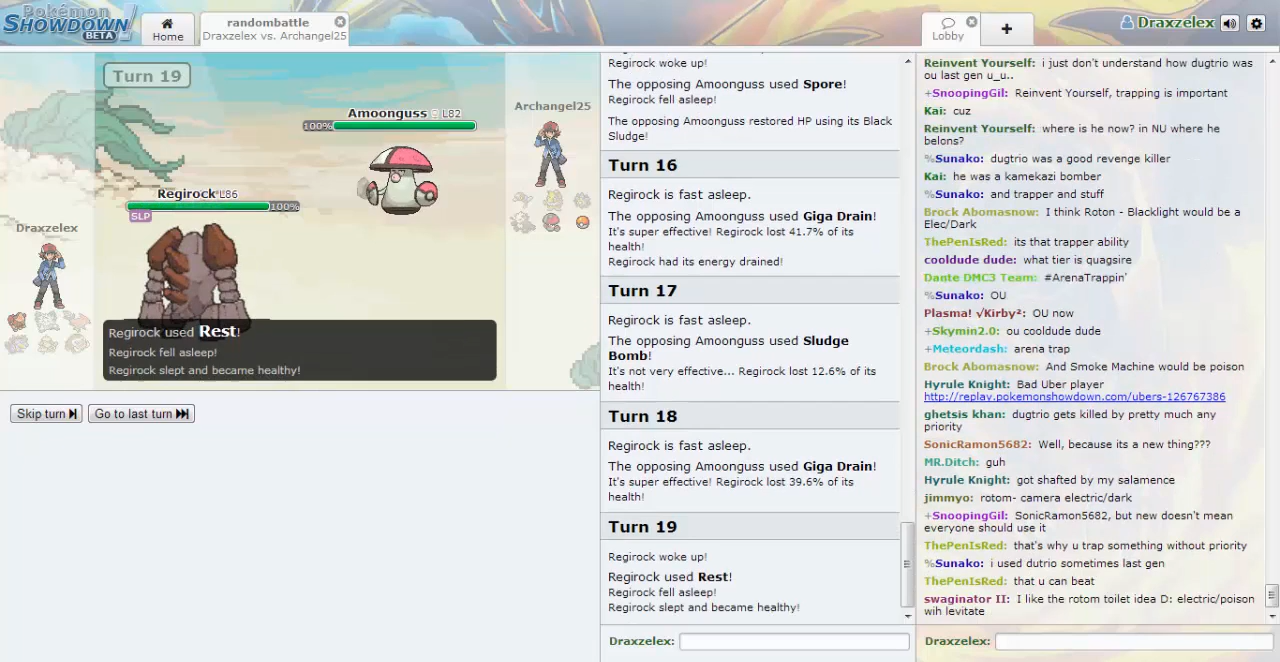 Pokémon
SHOWDOWN!
BETA
Home
randombattle
Draxzelex vs. Archangel25
Lobby
+
Draxzelex
Turn 19
Amoonguss L82
100%
Archangel25
Regirock L86
100%
SLP
Draxzelex
Regirock used Rest!
Regirock fell asleep!
Regirock slept and became healthy!
Skip turn
Go to last turn
Regirock woke up!
The opposing Amoonguss used Spore!
Regirock fell asleep!
The opposing Amoonguss restored HP using its Black
Sludge!
Turn 16
Regirock is fast asleep.
The opposing Amoonguss used Giga Drain!
It's super effective! Regirock lost 41.7% of its
health!
Regirock had its energy drained!
Turn 17
Regirock is fast asleep.
The opposing Amoonguss used Sludge
Bomb!
It's not very effective... Regirock lost 12.6% of its
health!
Turn 18
Regirock is fast asleep.
The opposing Amoonguss used Giga Drain!
It's super effective! Regirock lost 39.6% of its
health!
Turn 19
Regirock woke up!
Regirock used Rest!
Regirock fell asleep!
Regirock slept and became healthy!
Draxzelex:
Reinvent Yourself: i just don't understand how dugtrio was
ou last gen u_u..
+SnoopingGil: Reinvent Yourself, trapping is important
Kai: cuz
Reinvent Yourself: where is he now? in NU where he
belons?
%Sunako: dugtrio was a good revenge killer
Kai: he was a kamekazi bomber
%Sunako: and trapper and stuff
Brock Abomasnow: I think Roton - Blacklight would be a
Elec/Dark
ThePenIsRed: its that trapper ability
cooldude dude: what tier is quagsire
Dante DMC3 Team: #ArenaTrappin'
%Sunako: OU
Plasma! √Kirby²: OU now
+Skymin2.0: ou cooldude dude
+Meteordash: arena trap
Brock Abomasnow: And Smoke Machine would be poison
Hyrule Knight: Bad Uber player
http://replay.pokemonshowdown.com/ubers-126767386
ghetsis khan: dugtrio gets killed by pretty much any
priority
SonicRamon5682: Well, because its a new thing???
MR.Ditch: guh
Hyrule Knight: got shafted by my salamence
jimmyo: rotom- camera electric/dark
+SnoopingGil: SonicRamon5682, but new doesn't mean
everyone should use it
ThePenIsRed: that's why u trap something without priority
%Sunako: i used dutrio sometimes last gen
ThePenIsRed: that u can beat
swaginator II: I like the rotom toilet idea D: electric/poison
wih levitate
Draxzelex: